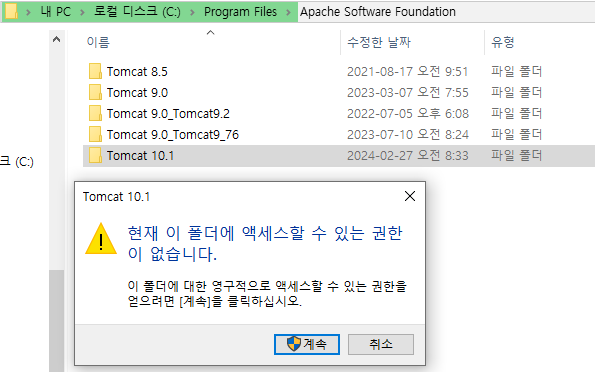 내 PC > 로컬 디스크 (C:) > Program Files > Apache Software Foundation
이름 수정한 날짜 유형
Tomcat 8.5 2021-08-17 오전 9:51 파일 폴더
Tomcat 9.0 2023-03-07 오전 7:55 파일 폴더
Tomcat 9.0_Tomcat9.2 2022-07-05 오후 6:08 파일 폴더
Tomcat 9.0_Tomcat9_76 2023-07-10 오전 8:24 파일 폴더
크 (C:) Tomcat 10.1 2024-02-27 오전 8:33 파일 폴더
Tomcat 10.1
현재 이 폴더에 액세스할 수 있는 권한
이 없습니다.
이 폴더에 대한 영구적으로 액세스할 수 있는 권한을
얻으려면 [계속]을 클릭하십시오.
계속 취소